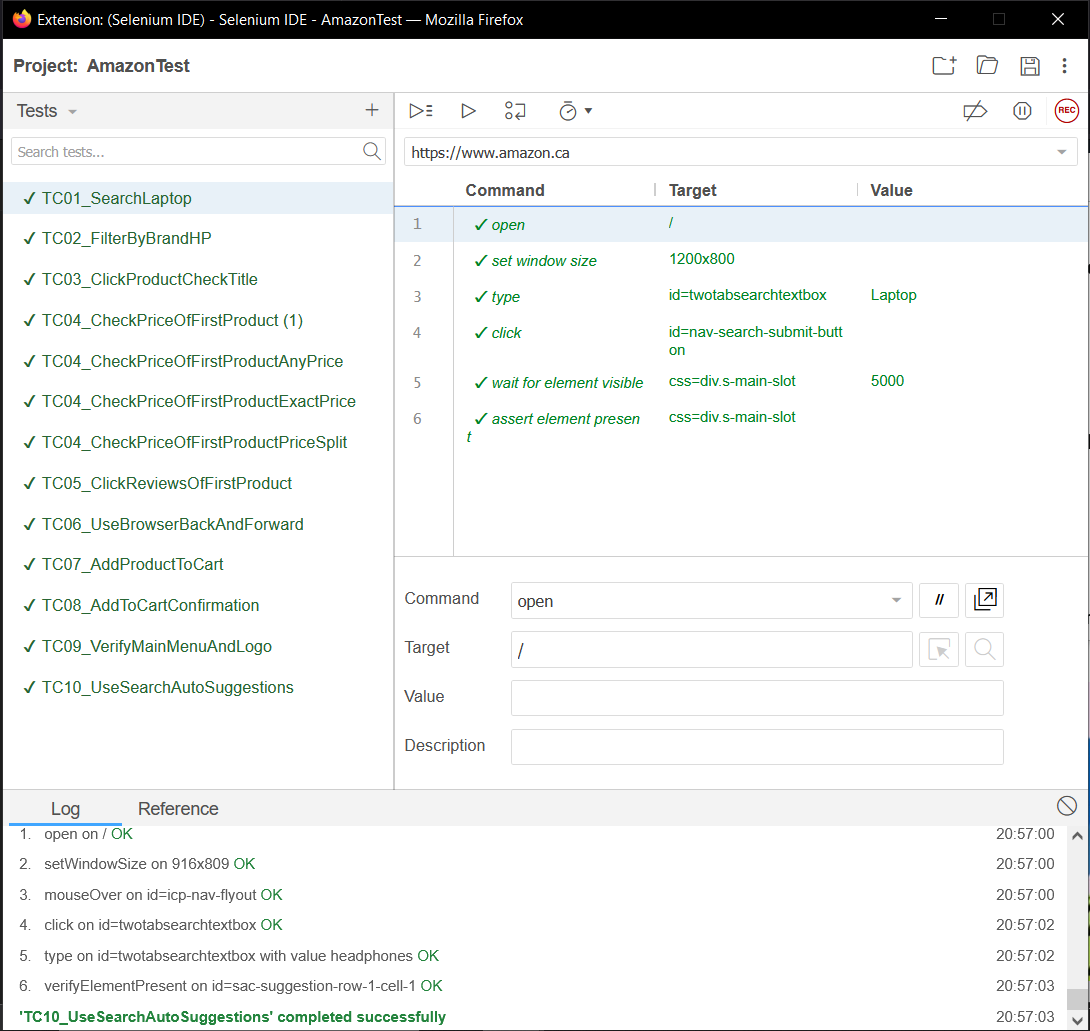 Extension: (Selenium IDE) - Selenium IDE - AmazonTest — Mozilla Firefox
Project: AmazonTest
Tests
+
REC
Search tests...
https://www.amazon.ca
✓ TC01_SearchLaptop
✓ TC02_FilterByBrandHP
✓ TC03_ClickProductCheckTitle
✓ TC04_CheckPriceOfFirstProduct (1)
✓ TC04_CheckPriceOfFirstProductAnyPrice
✓ TC04_CheckPriceOfFirstProductExactPrice
✓ TC04_CheckPriceOfFirstProductPriceSplit
✓ TC05_ClickReviewsOfFirstProduct
✓ TC06_UseBrowserBackAndForward
✓ TC07_AddProductToCart
✓ TC08_AddToCartConfirmation
✓ TC09_VerifyMainMenuAndLogo
✓ TC10_UseSearchAutoSuggestions
Command Target Value
1 ✓ open /
2 ✓ set window size 1200x800
3 ✓ type id=twotabsearchtextbox Laptop
4 ✓ click id=nav-search-submit-butt
on
5 ✓ wait for element visible css=div.s-main-slot 5000
6 ✓ assert element presen css=div.s-main-slot
t
Command open //
Target /
Value
Description
Log Reference
1. open on / OK 20:57:00
2. setWindowSize on 916x809 OK 20:57:00
3. mouseOver on id=icp-nav-flyout OK 20:57:00
4. click on id=twotabsearchtextbox OK 20:57:02
5. type on id=twotabsearchtextbox with value headphones OK 20:57:02
6. verifyElementPresent on id=sac-suggestion-row-1-cell-1 OK 20:57:03
'TC10_UseSearchAutoSuggestions' completed successfully 20:57:03